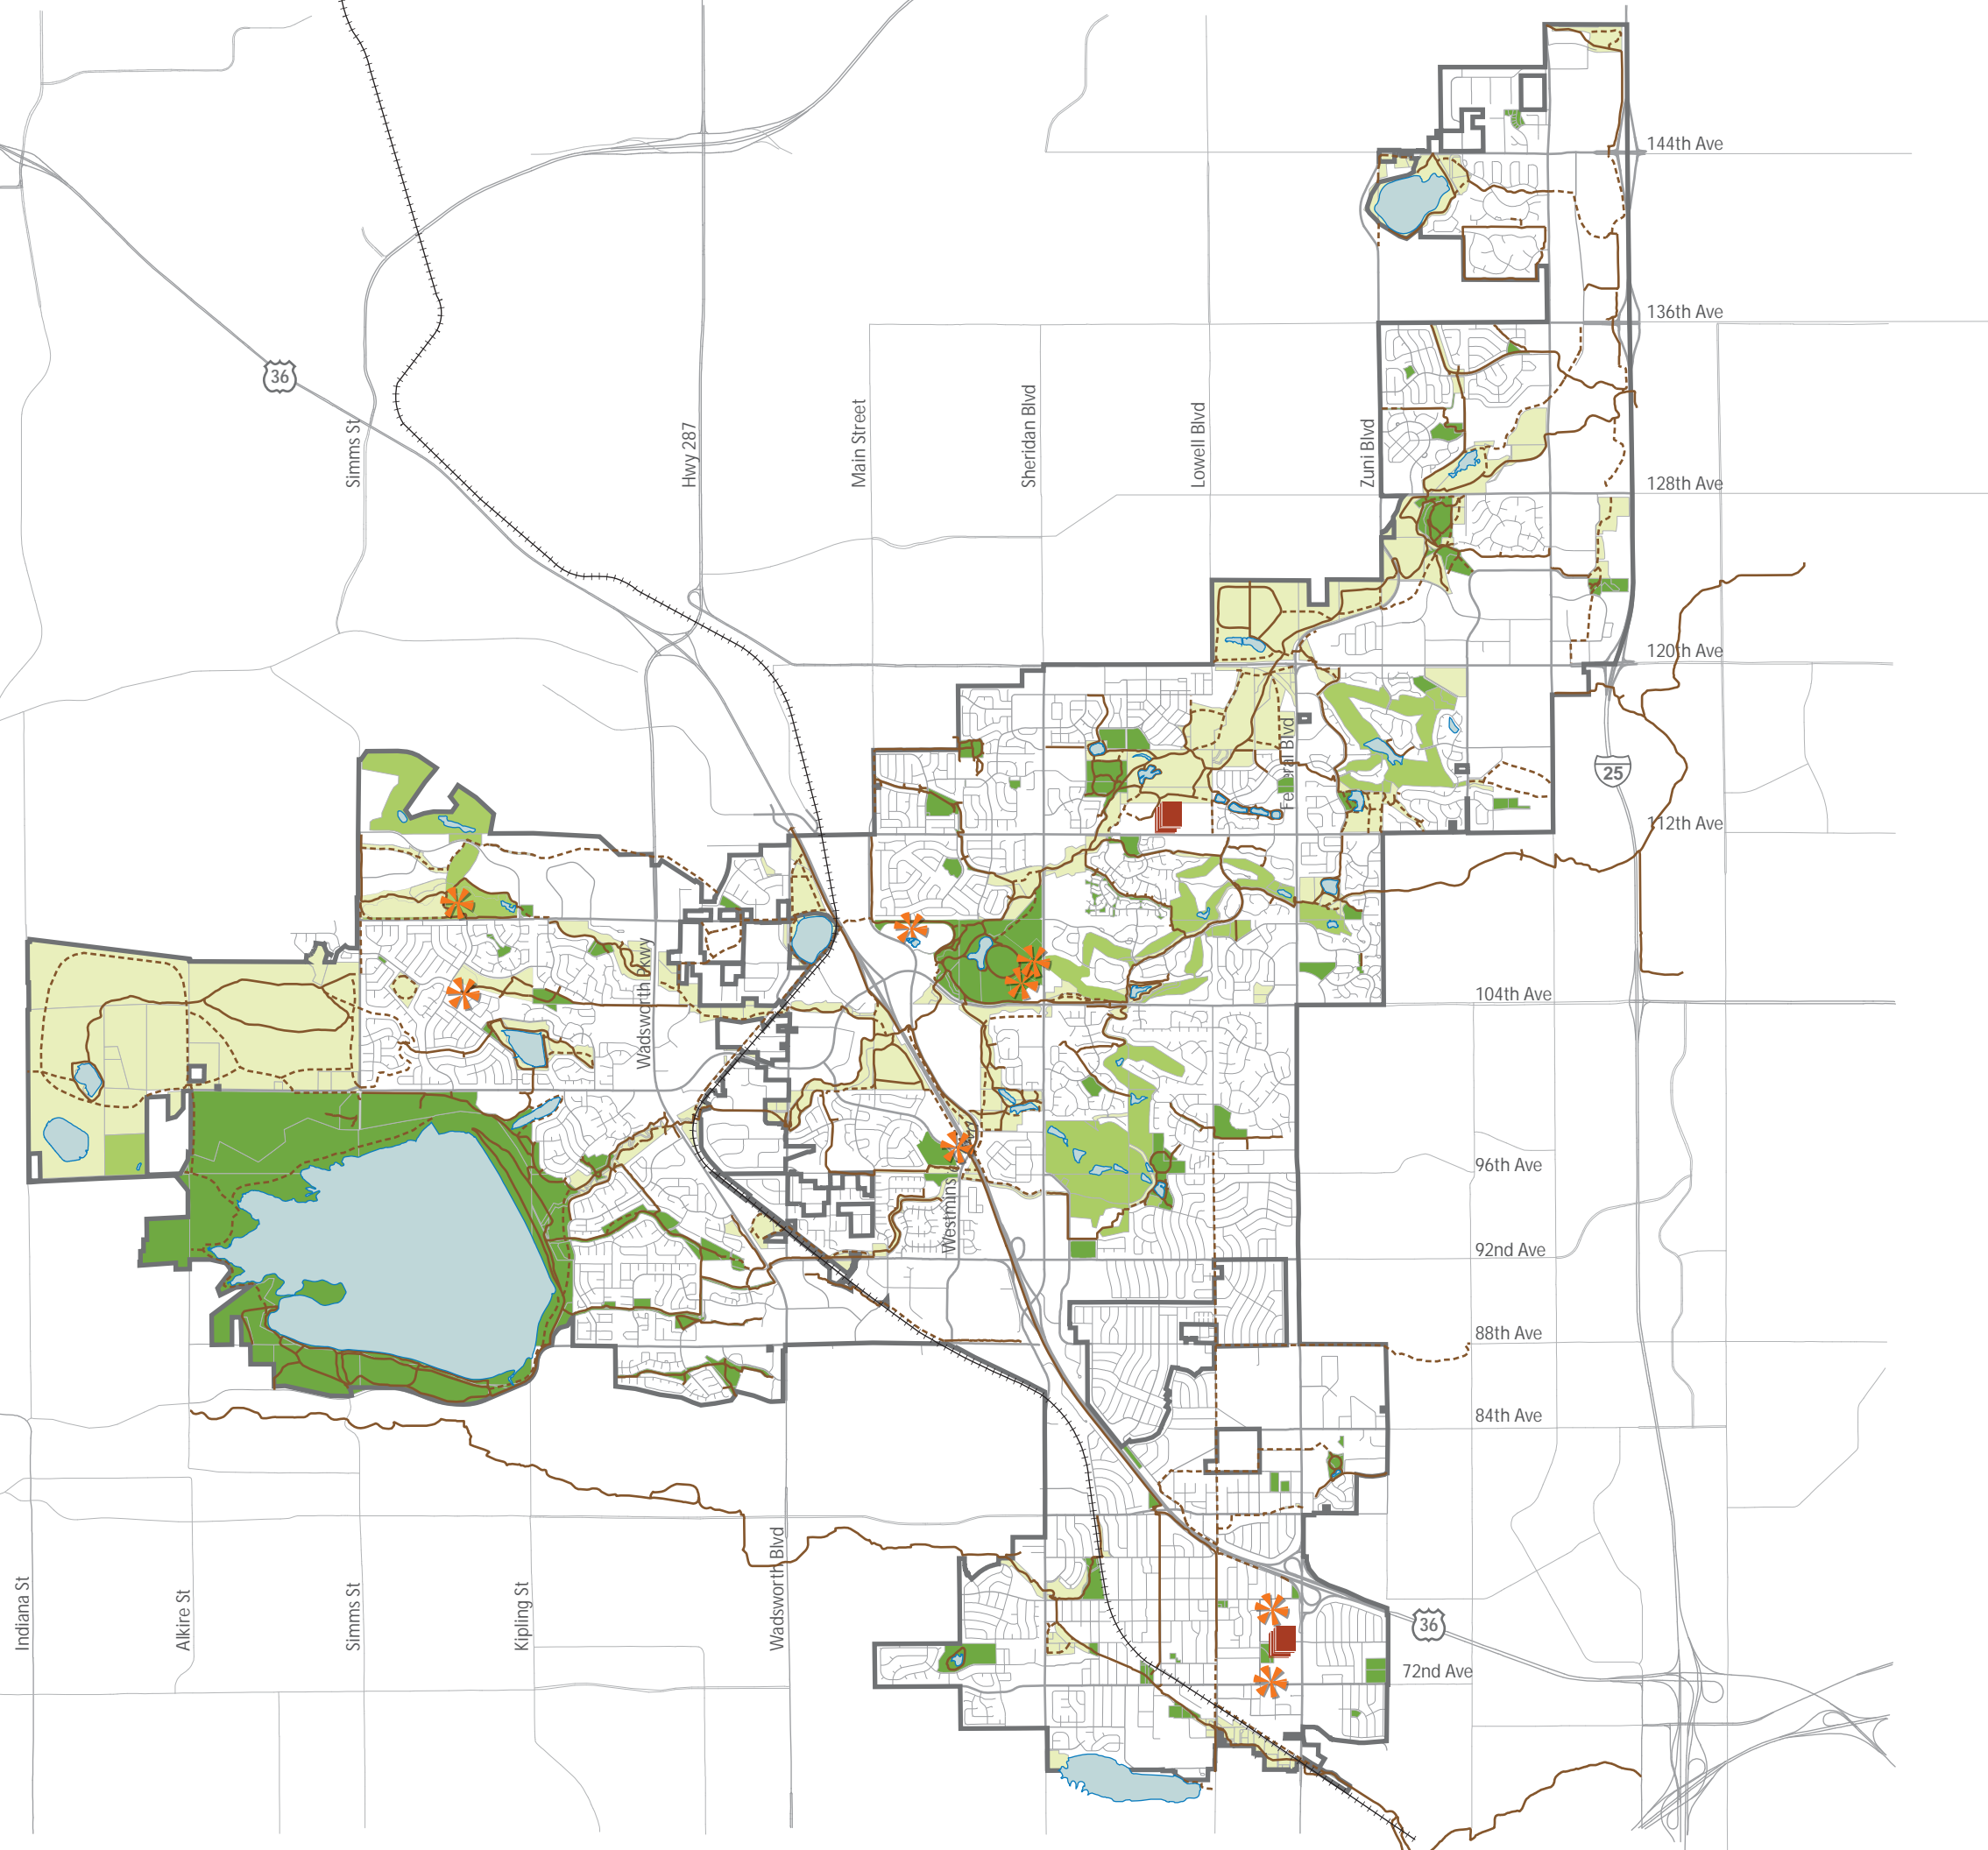 144th Ave
136th Ave
36
Simms St
Hwy 287
Main Street
Sheridan Blvd
Lowell Blvd
Zuni Blvd
128th Ave
120th Ave
Federal Blvd
25
112th Ave
Wadsworth Pkwy
104th Ave
96th Ave
92nd Ave
88th Ave
84th Ave
Indiana St
Alkire St
Simms St
Kipling St
Wadsworth Blvd
36
72nd Ave